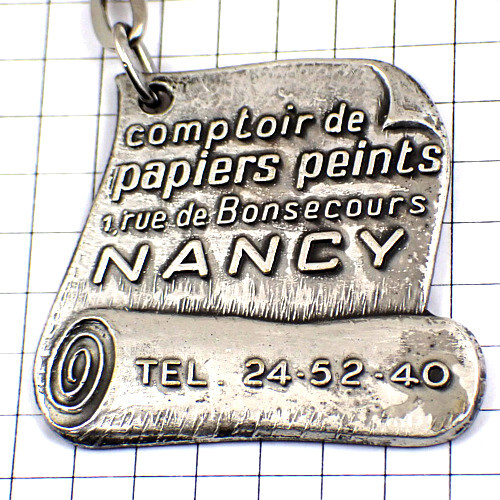 comptoir de
papiers peints
1, rue de Bonsecours
NANCY
TEL. 24-52-40